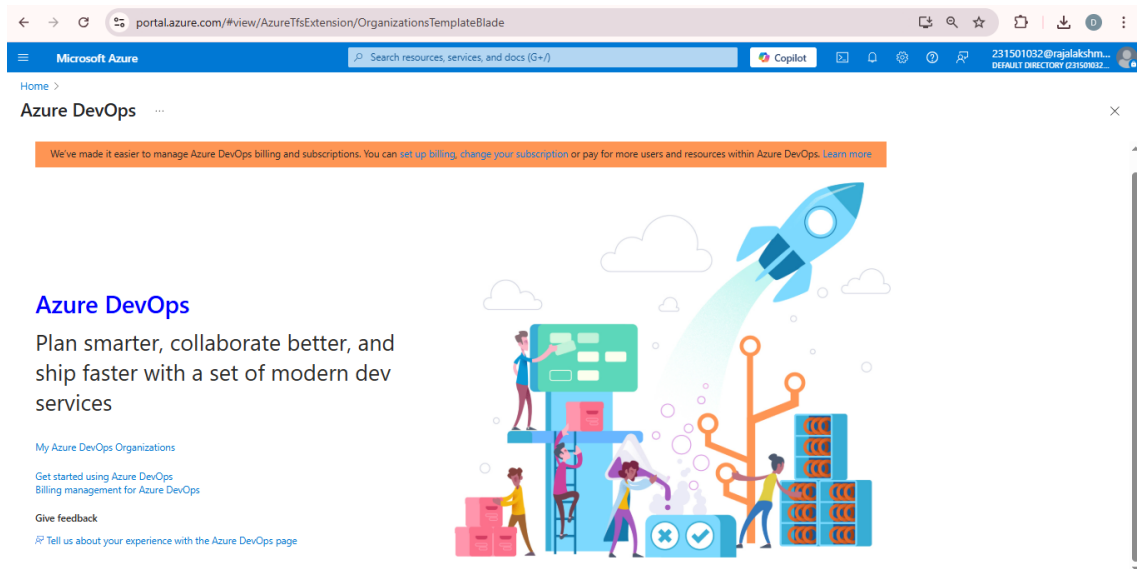 portal.azure.com/#view/AzureTfsExtension/OrganizationsTemplateBlade
D
Microsoft Azure
Search resources, services, and docs (G+/)
Copilot
231501032@rajalakshm...
DEFAULT DIRECTORY (231501032...
Home >
Azure DevOps ...
We've made it easier to manage Azure DevOps billing and subscriptions. You can set up billing, change your subscription or pay for more users and resources within Azure DevOps. Learn more
Azure DevOps
Plan smarter, collaborate better, and
ship faster with a set of modern dev
services
My Azure DevOps Organizations
Get started using Azure DevOps
Billing management for Azure DevOps
Give feedback
Tell us about your experience with the Azure DevOps page